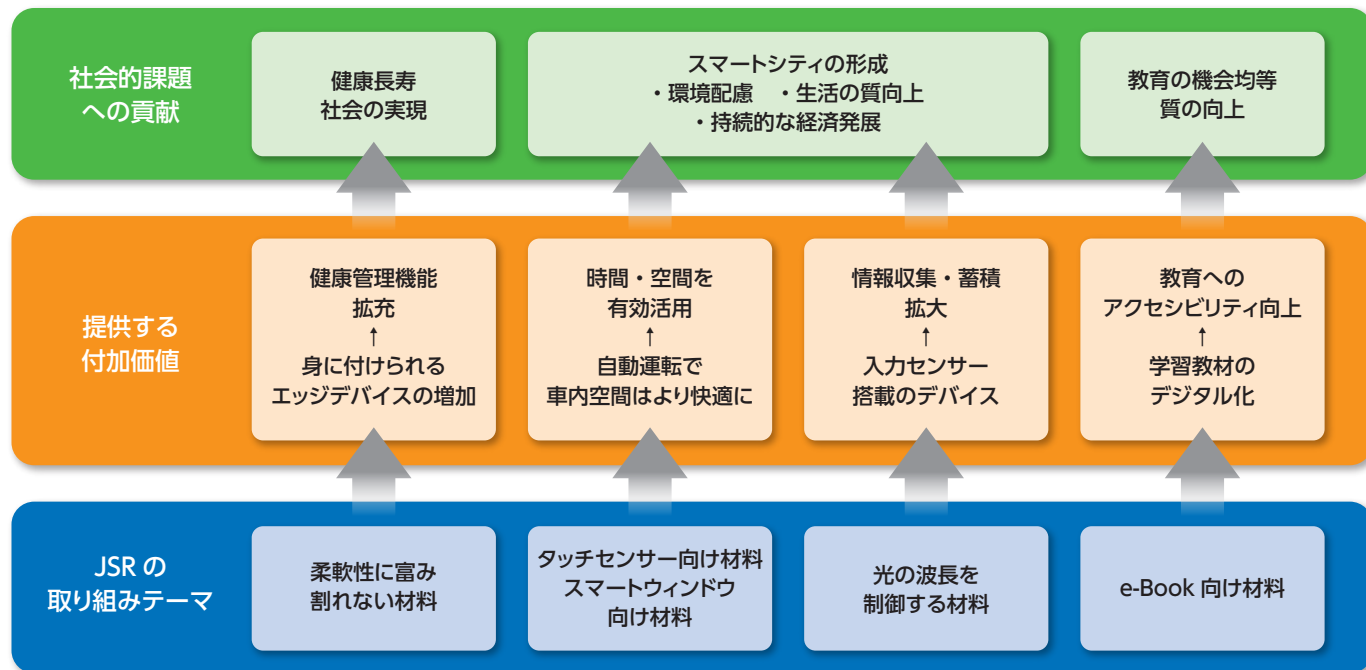 社会的課題
への貢献
健康長寿
社会の実現
スマートシティの形成
・環境配慮　・生活の質向上
・持続的な経済発展
教育の機会均等
質の向上
提供する
付加価値
健康管理機能
拡充
↑
身に付けられる
エッジデバイスの増加
時間・空間を
有効活用
↑
自動運転で
車内空間はより快適に
情報収集・蓄積
拡大
↑
入力センサー
搭載のデバイス
教育への
アクセシビリティ向上
↑
学習教材の
デジタル化
JSR の
取り組みテーマ
柔軟性に富み
割れない材料
タッチセンサー向け材料
スマートウィンドウ
向け材料
光の波長を
制御する材料
e-Book 向け材料